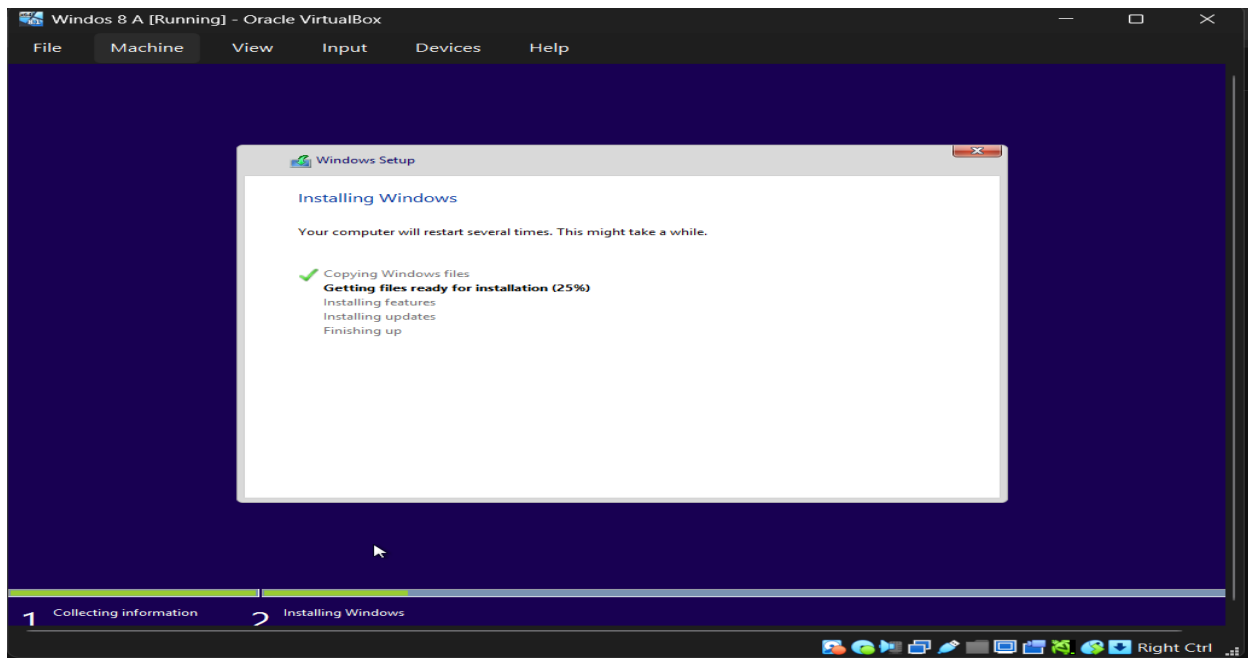 Windos 8 A [Running] - Oracle VirtualBox
File Machine View Input Devices Help
Windows Setup
Installing Windows
Your computer will restart several times. This might take a while.
Copying Windows files
Getting files ready for installation (25%)
Installing features
Installing updates
Finishing up
1 Collecting information 2 Installing Windows
Right Ctrl